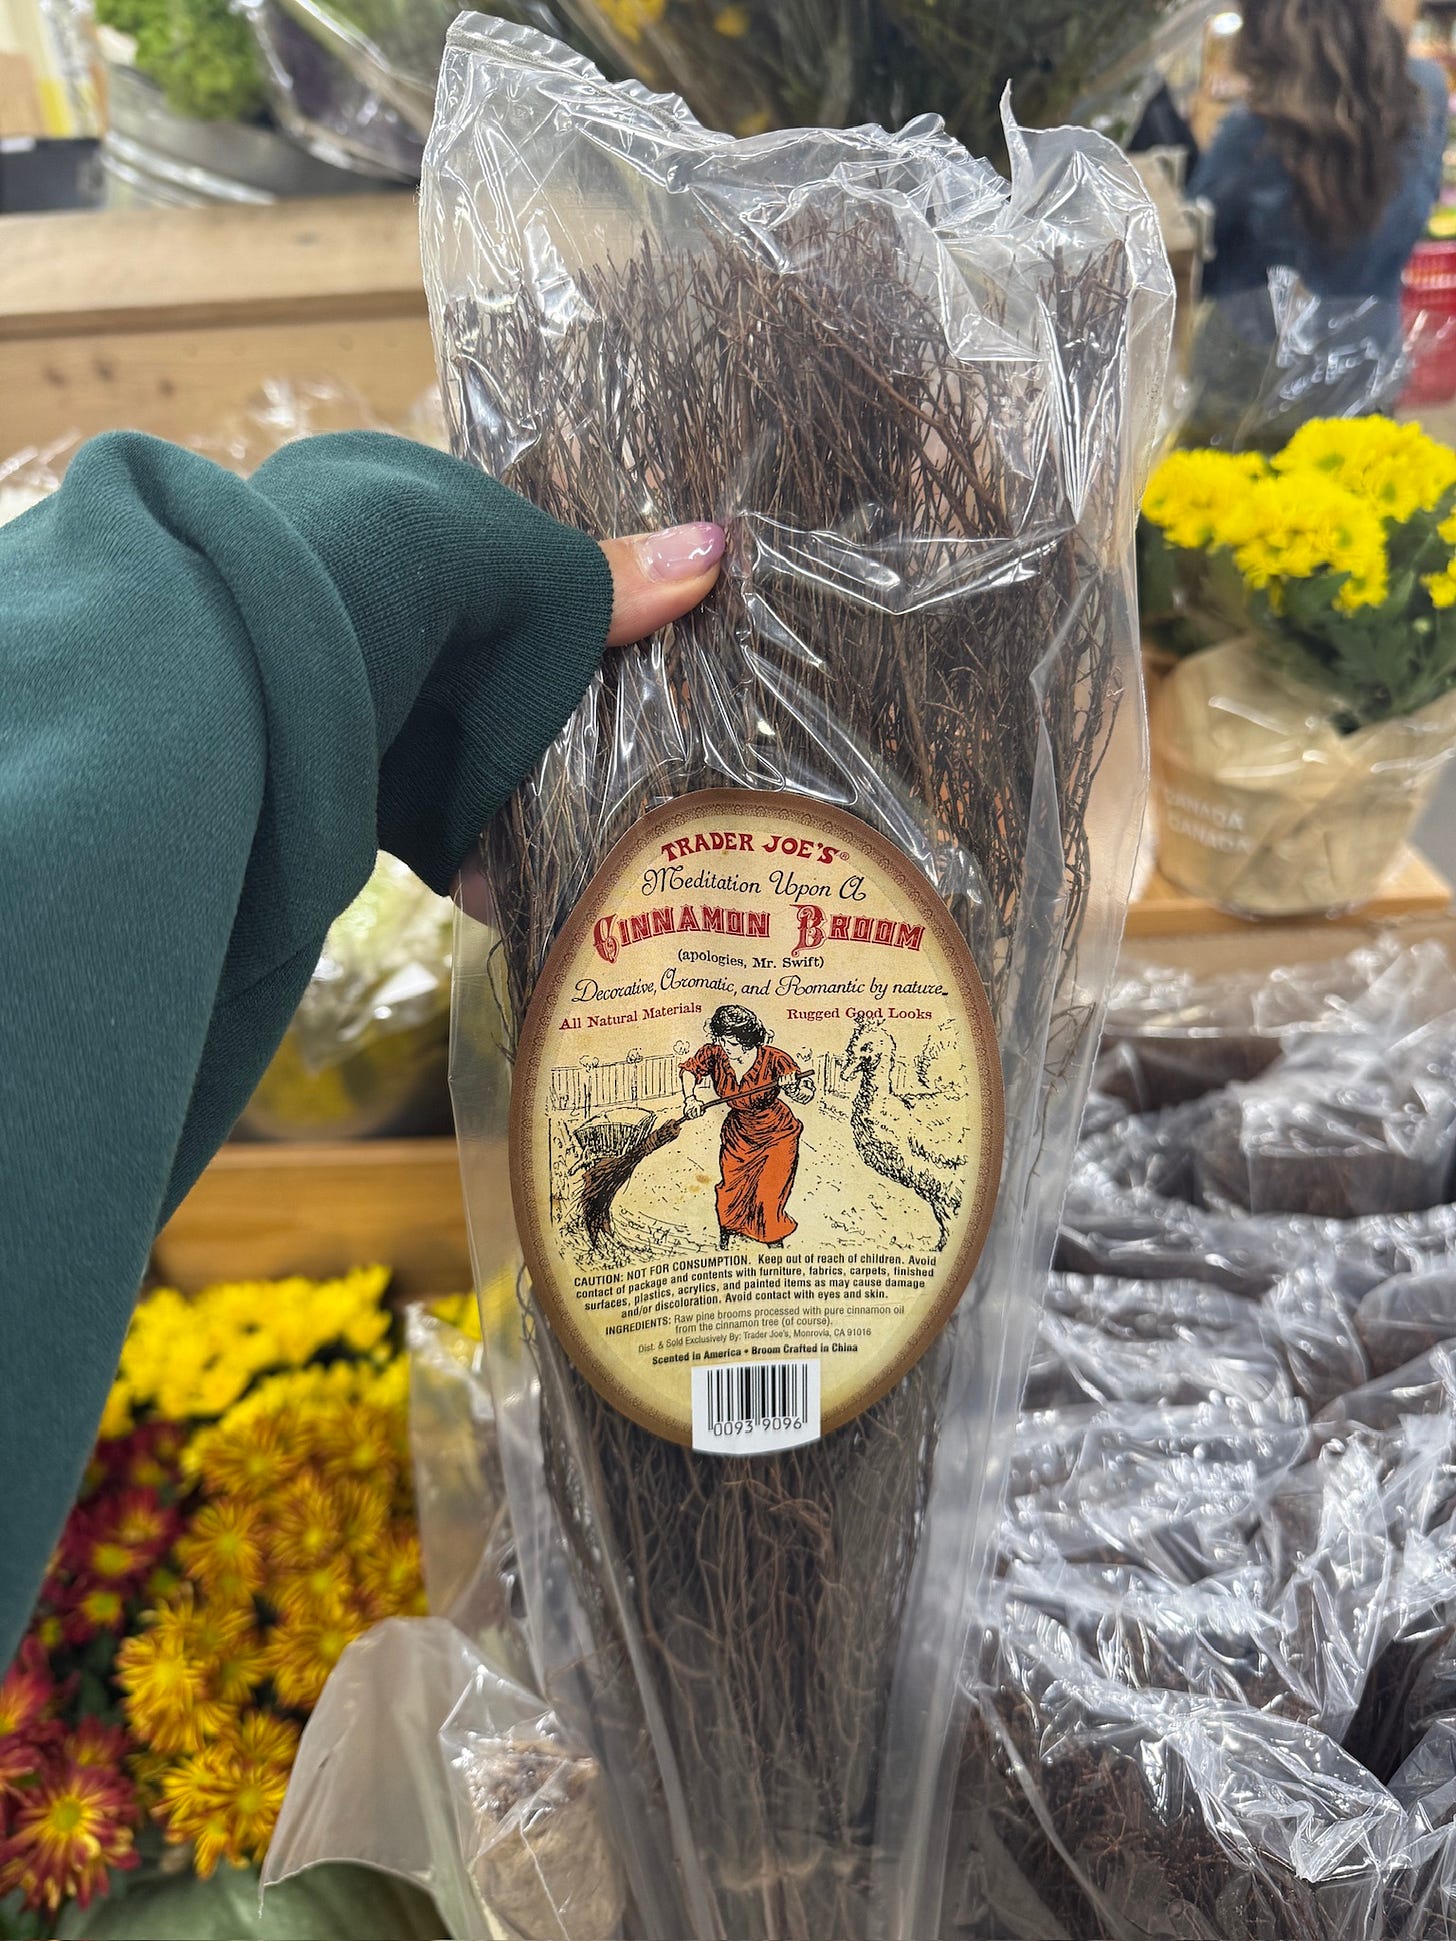 TRADER JOE'S®
Meditation Upon A
CINNAMON BROOM
(apologies, Mr. Swift)
Decorative, Aromatic, and Romantic by nature...
All Natural Materials
Rugged Good Looks
CAUTION: NOT FOR CONSUMPTION. Keep out of reach of children. Avoid
contact of package and contents with furniture, fabrics, carpets, finished
surfaces, plastics, acrylics, and painted items as may cause damage
and/or discoloration. Avoid contact with eyes and skin.
INGREDIENTS: Raw pine brooms processed with pure cinnamon oil
from the cinnamon tree (of course).
Dist. & Sold Exclusively By: Trader Joe's, Monrovia, CA 91016
Scented in America • Broom Crafted in China
0093 9096
CANADA
CANADA